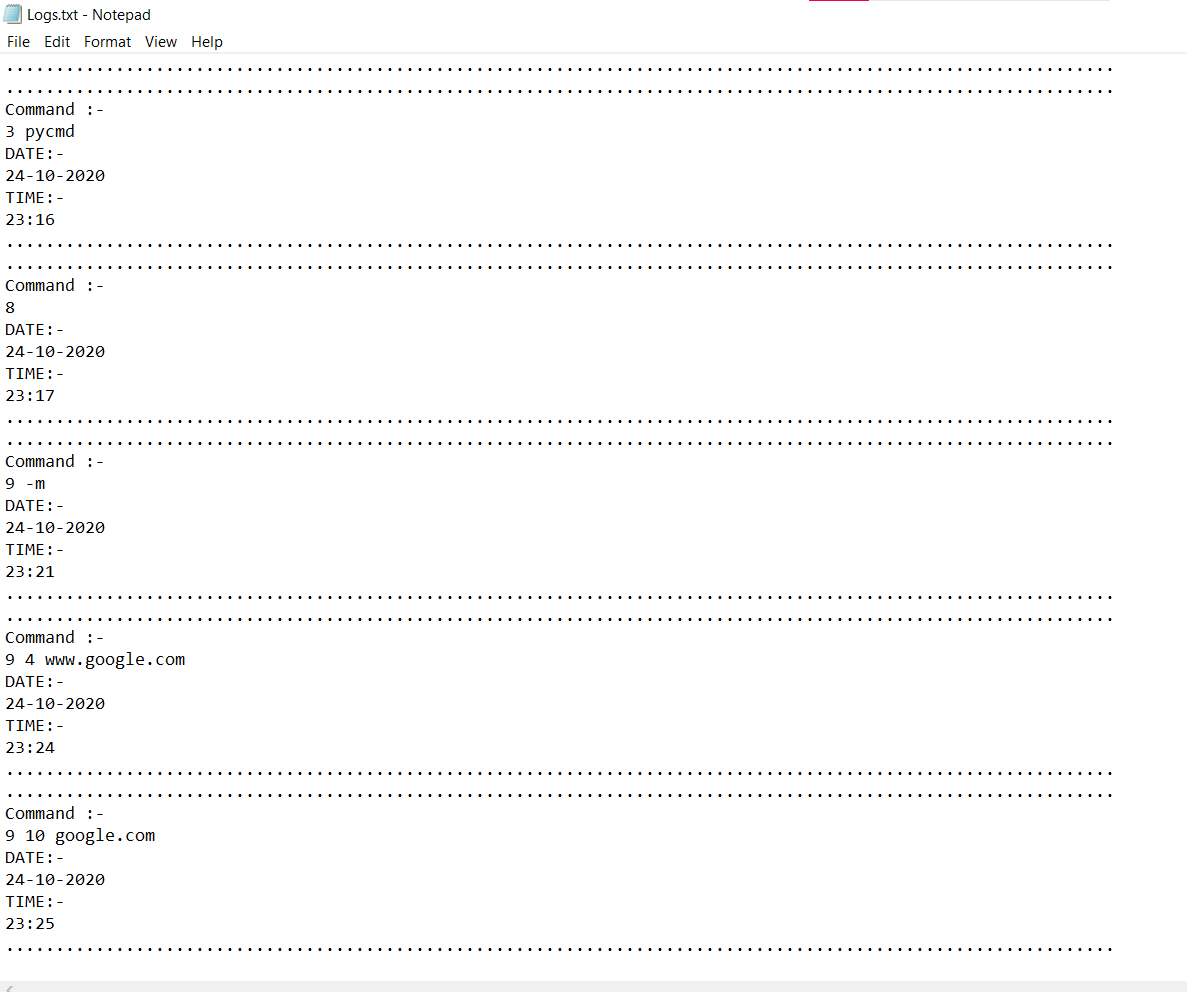 Logs.txt - Notepad
File Edit Format View Help
...............................................................................................................
...............................................................................................................
Command :-
3 pycmd
DATE:-
24-10-2020
TIME:-
23:16
...............................................................................................................
...............................................................................................................
Command :-
8
DATE:-
24-10-2020
TIME:-
23:17
...............................................................................................................
...............................................................................................................
Command :-
9 -m
DATE:-
24-10-2020
TIME:-
23:21
...............................................................................................................
...............................................................................................................
Command :-
9 4 www.google.com
DATE:-
24-10-2020
TIME:-
23:24
...............................................................................................................
...............................................................................................................
Command :-
9 10 google.com
DATE:-
24-10-2020
TIME:-
23:25
...............................................................................................................